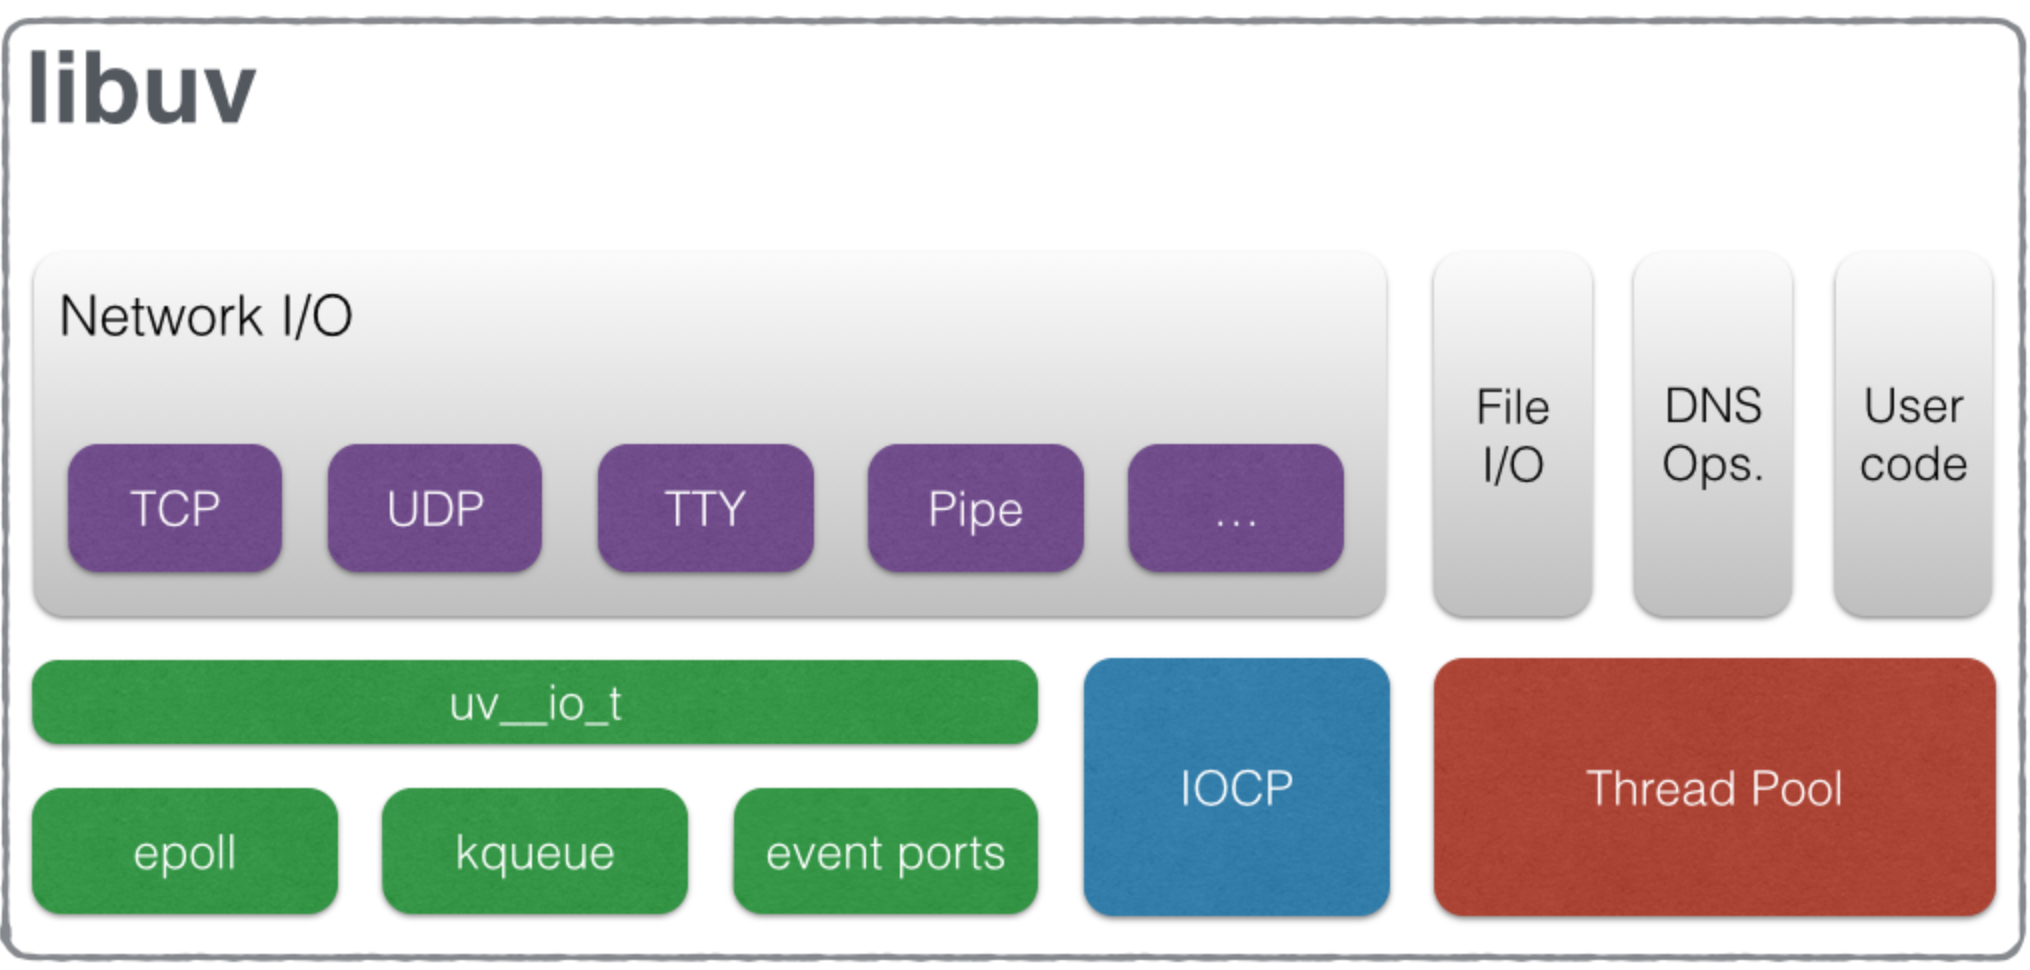 libuv
Network I/O
TCP
UDP
TTY
Pipe
...
File
I/O
DNS
Ops.
User
code
uv__io_t
epoll
kqueue
event ports
IOCP
Thread Pool